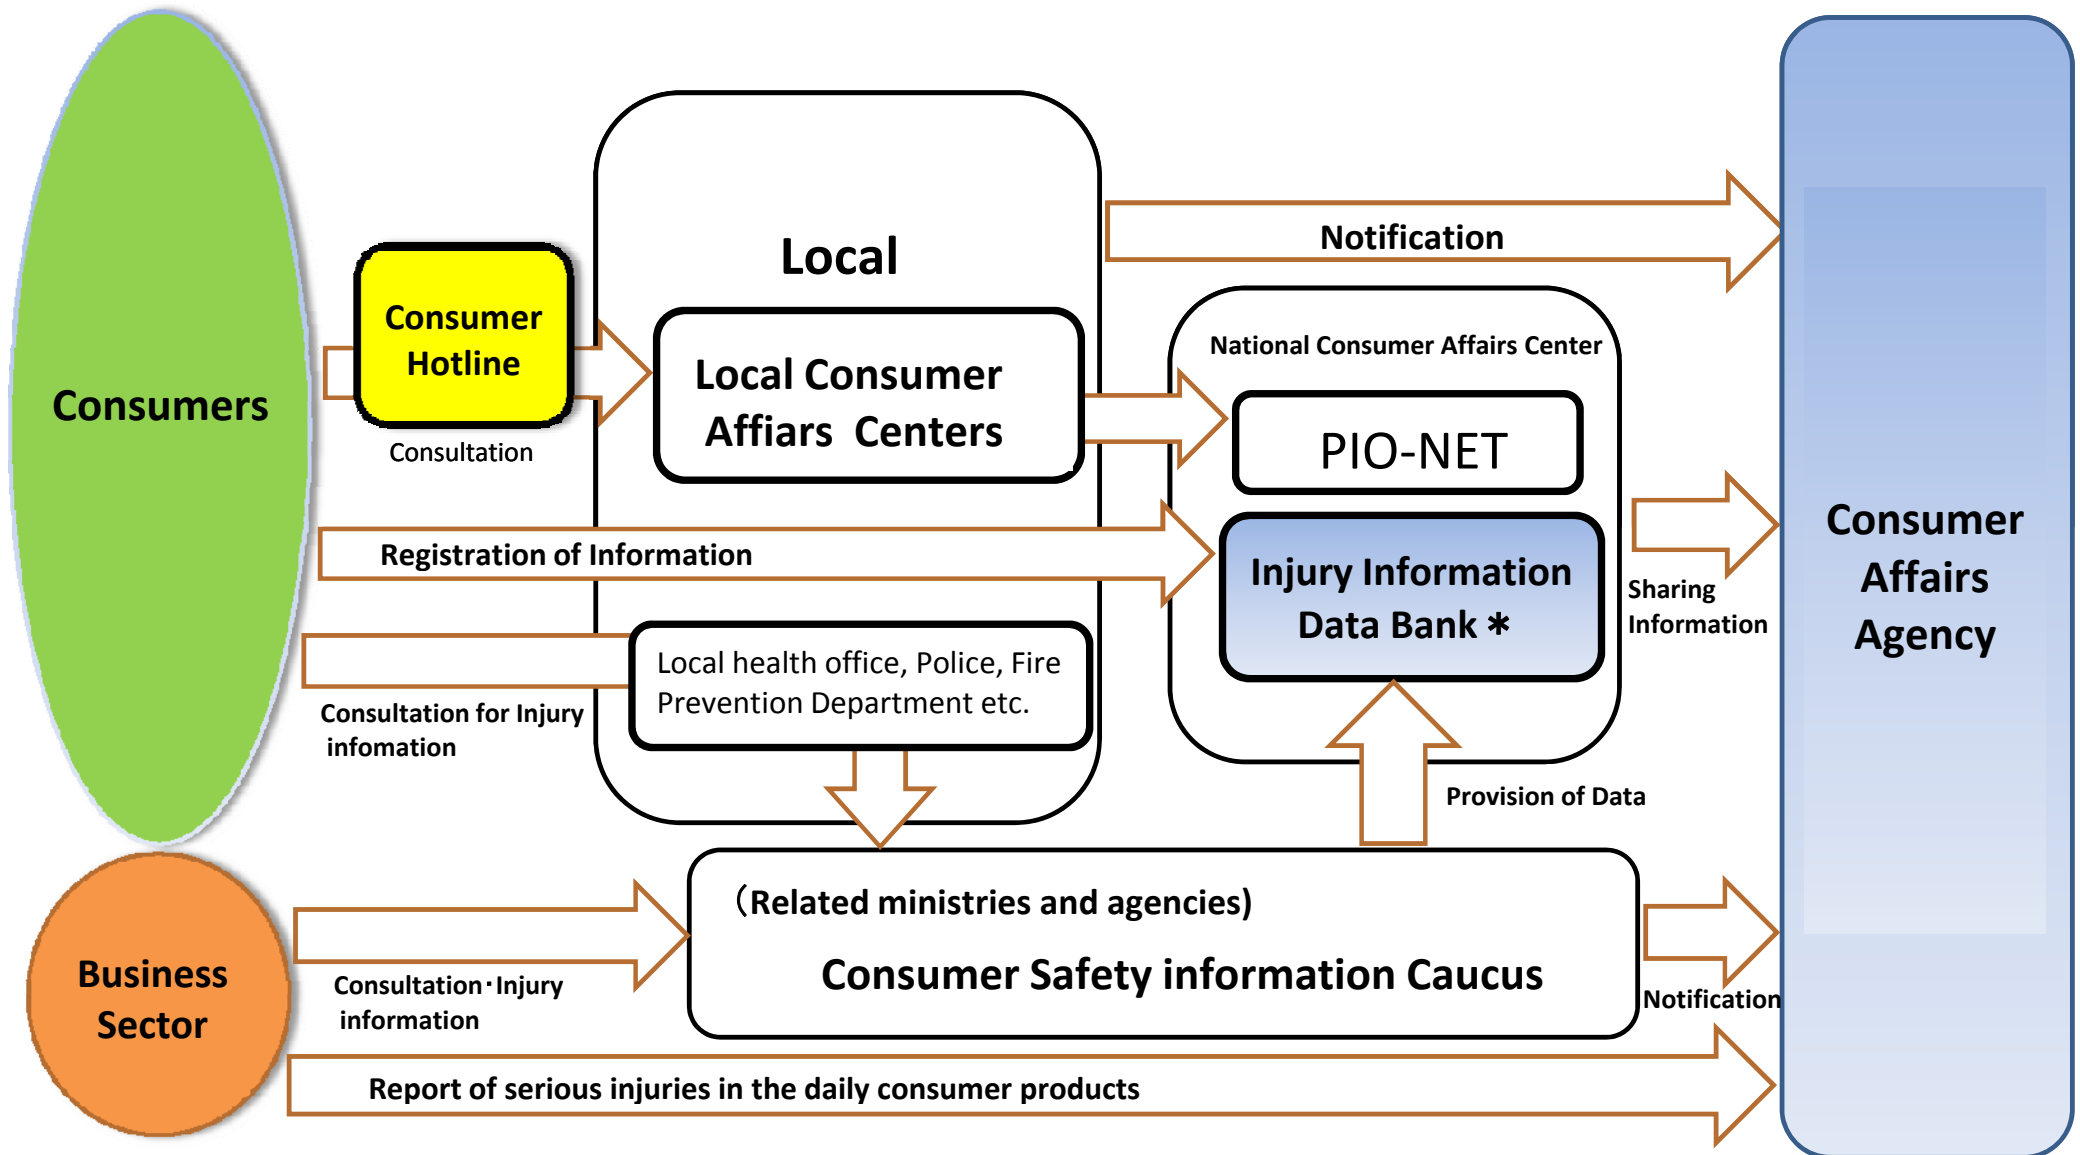 Local
Notification
Consumer
Hotline
Consultation
Local Consumer
Affiars Centers
National Consumer Affairs Center
PIO-NET
Consumers
Registration of Information
Injury Information
Data Bank *
Sharing
Information
Consumer
Affairs
Agency
Local health office, Police, Fire
Prevention Department etc.
Consultation for Injury
infomation
Provision of Data
(Related ministries and agencies)
Consumer Safety information Caucus
Business
Sector
Consultation・Injury
information
Notification
Report of serious injuries in the daily consumer products